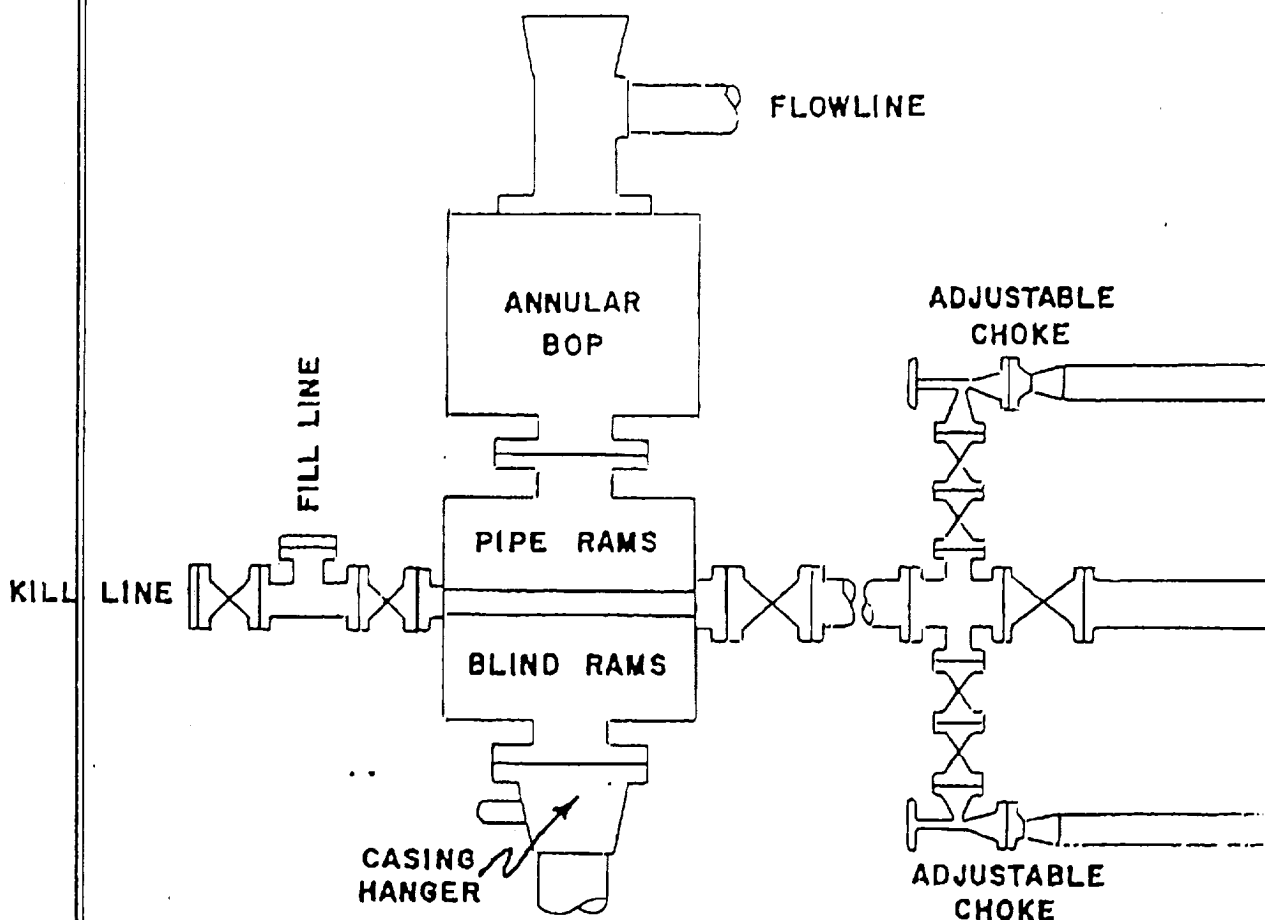 FLOWLINE
ANNULAR
BOP
ADJUSTABLE
CHOKE
FILL LINE
PIPE RAMS
KILL LINE
BLIND RAMS
CASING
HANGER
ADJUSTABLE
CHOKE